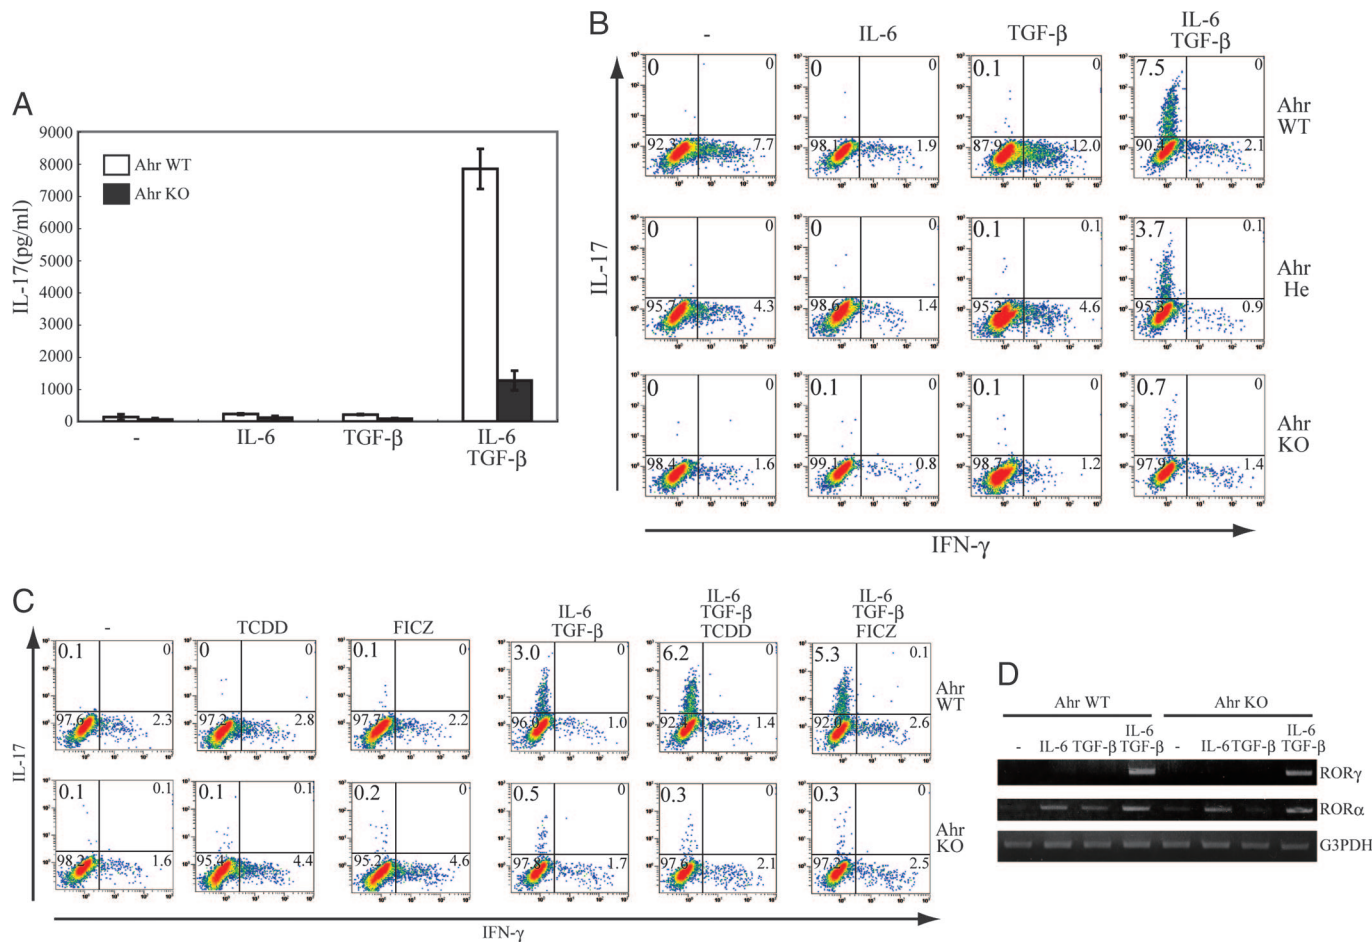 A
9000
8000
7000
6000
5000
4000
3000
2000
1000
0
IL-17(pg/ml)
Ahr WT
Ahr KO
- IL-6 TGF-β IL-6
TGF-β
B
- IL-6 TGF-β IL-6
TGF-β
0 0 0 0 0.1 0 7.5 0
92.3 7.7 98.1 1.9 87.9 12.0 90.4 2.1
Ahr
WT
0 0 0 0 0.1 0.1 3.7 0.1
95.7 4.3 98.6 1.4 95.2 4.6 0.9
Ahr
He
0 0 0.1 0 0.1 0 0.7 0
98.4 1.6 99.1 0.8 98.7 1.2 97.9 1.4
Ahr
KO
IL-17
IFN-γ
C
- TCDD FICZ IL-6
TGF-β
IL-6
TGF-β
TCDD
IL-6
TGF-β
FICZ
0.1 0 0 0 0.1 0 3.0 0 6.2 0 5.3 0.1
97.6 2.3 97.2 2.8 97.7 2.2 96.0 1.0 92.4 1.4 92.0 2.6
Ahr
WT
0.1 0.1 0.1 0.1 0.2 0 0.5 0 0.3 0 0.3 0
98.2 1.6 95.4 4.4 95.2 4.6 97.8 1.7 97.6 2.1 97.2 2.5
Ahr
KO
IL-17
IFN-γ
D
Ahr WT Ahr KO
- IL-6 TGF-β IL-6
TGF-β
- IL-6 TGF-β IL-6
TGF-β
RORγ
RORα
G3PDH